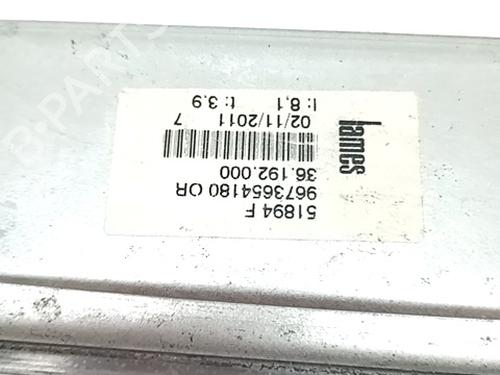 51894 F
9673654180 OR
36.192.000
02/11/2011 7
I: 8,1 t: 3.9
lames